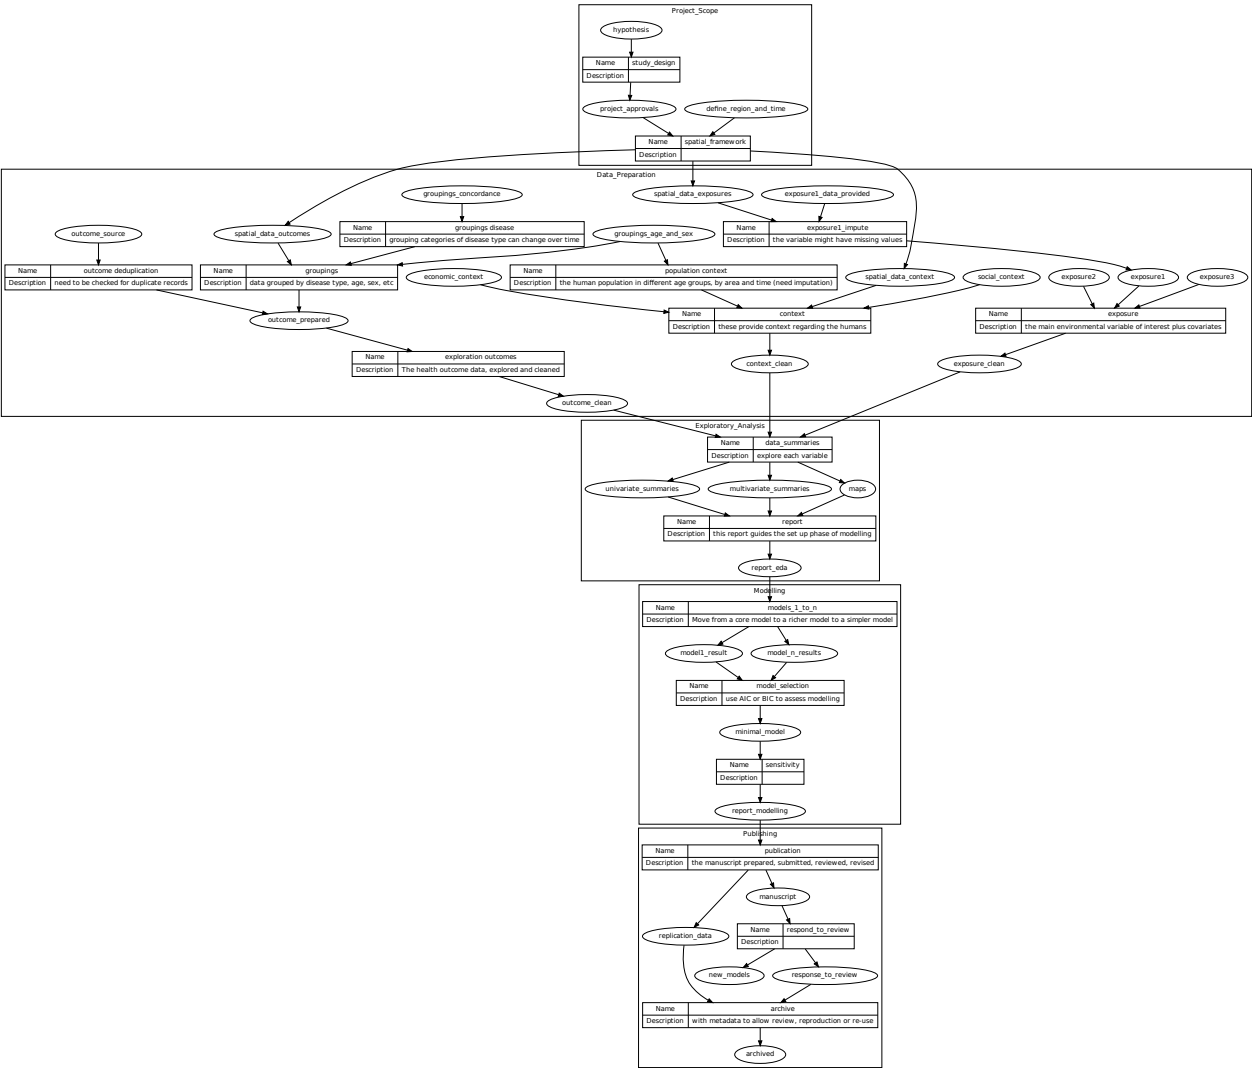 Project_Scope
hypothesis
Name study_design
Description
project_approvals define_region_and_time
Name spatial_framework
Description
Data_Preparation
groupings_concordance spatial_data_exposures exposure1_data_provided
outcome_source spatial_data_outcomes
Name groupings disease
Description grouping categories of disease type can change over time
groupings_age_and_sex
Name exposure1_impute
Description the variable might have missing values
Name outcome deduplication
Description need to be checked for duplicate records
Name groupings
Description data grouped by disease type, age, sex, etc
economic_context
Name population context
Description the human population in different age groups, by area and time (need imputation)
spatial_data_context social_context exposure2 exposure1 exposure3
outcome_prepared
Name context
Description these provide context regarding the humans
Name exposure
Description the main environmental variable of interest plus covariates
Name exploration outcomes
Description The health outcome data, explored and cleaned
context_clean exposure_clean
outcome_clean
Exploratory_Analysis
Name data_summaries
Description explore each variable
univariate_summaries multivariate_summaries maps
Name report
Description this report guides the set up phase of modelling
report_eda
Modelling
Name models_1_to_n
Description Move from a core model to a richer model to a simpler model
model1_result model_n_results
Name model_selection
Description use AIC or BIC to assess modelling
minimal_model
Name sensitivity
Description
report_modelling
Publishing
Name publication
Description the manuscript prepared, submitted, reviewed, revised
manuscript
replication_data
Name respond_to_review
Description
new_models response_to_review
Name archive
Description with metadata to allow review, reproduction or re-use
archived